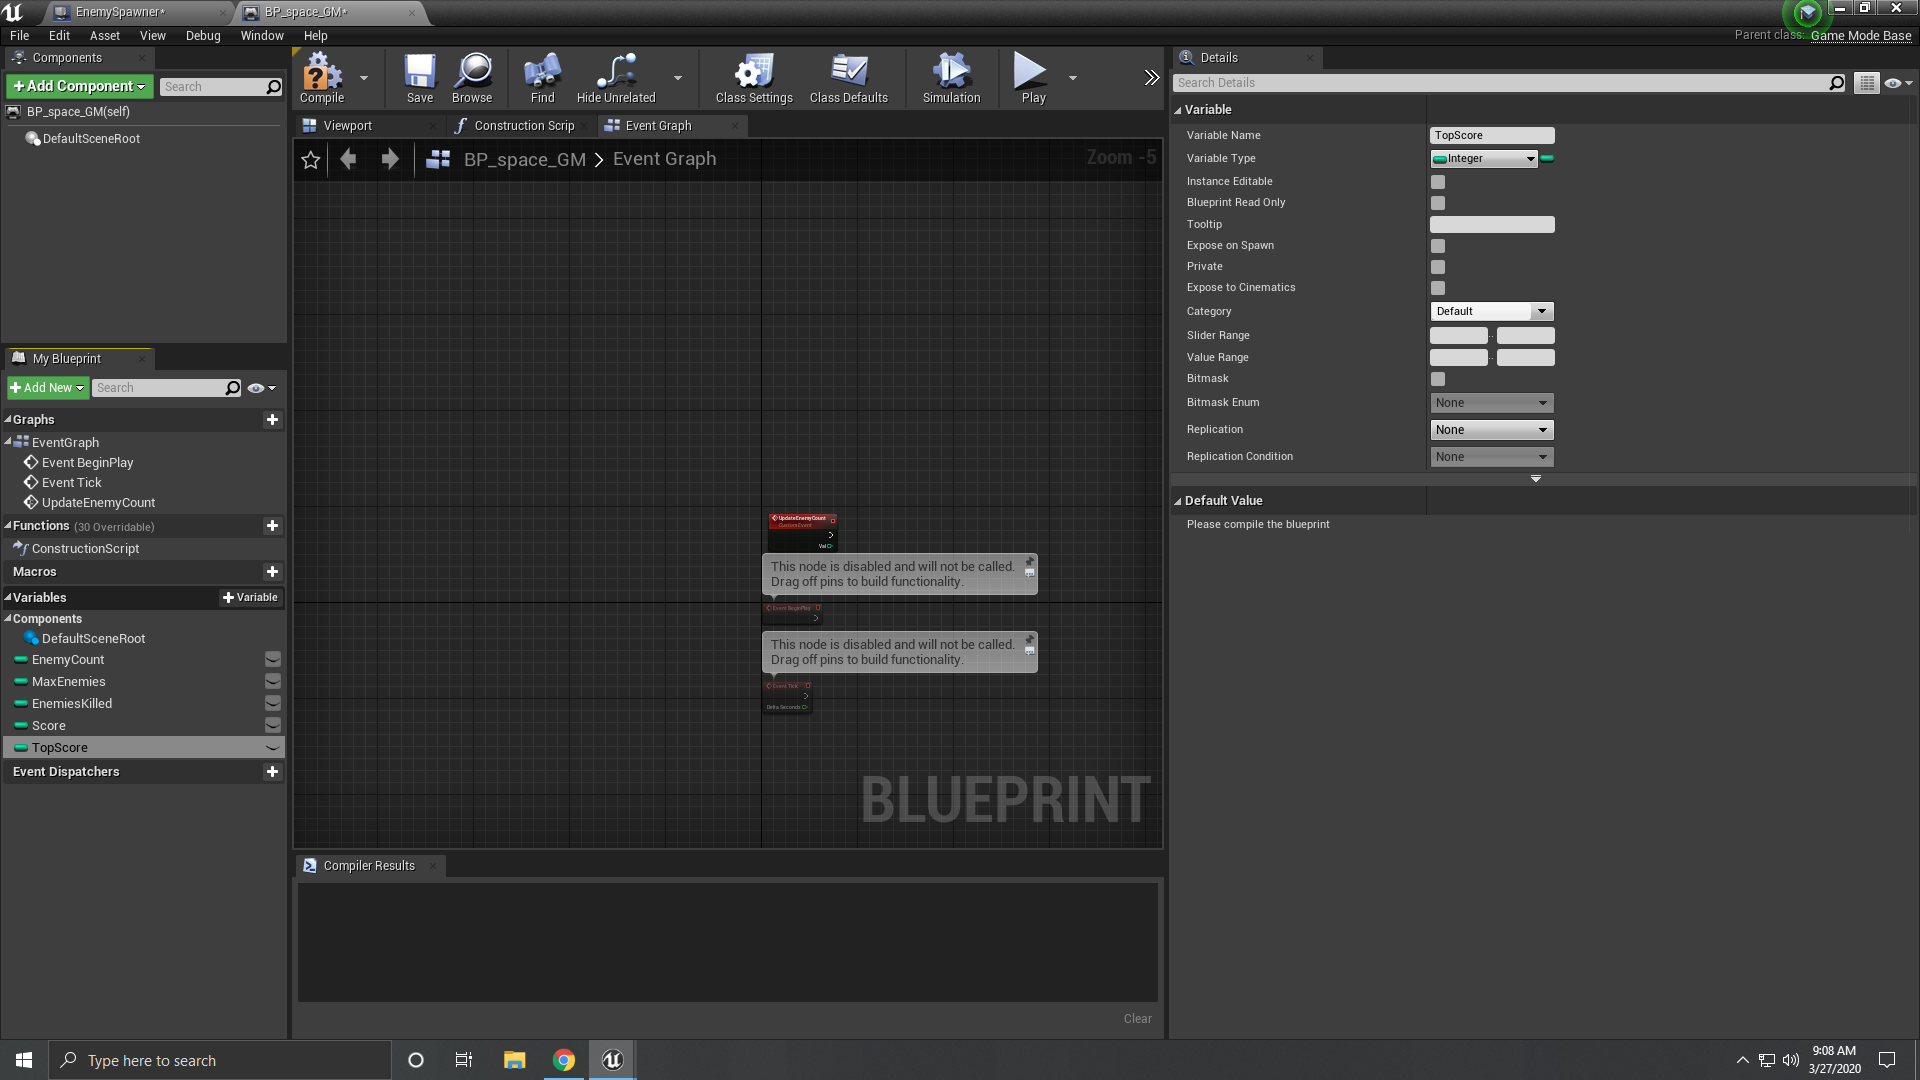 EnemySpawner*
BP_space_GM*
File Edit Asset View Debug Window Help
Parent class: Game Mode Base
Components
+Add Component
Search
BP_space_GM(self)
DefaultSceneRoot
Compile
Save
Browse
Find
Hide Unrelated
Class Settings
Class Defaults
Simulation
Play
Viewport
Construction Scrip
Event Graph
BP_space_GM > Event Graph
Zoom -5
UpdateEnemyCount
Custom Event
Val
This node is disabled and will not be called.
Drag off pins to build functionality.
Event BeginPlay
This node is disabled and will not be called.
Drag off pins to build functionality.
Event Tick
Delta Seconds
BLUEPRINT
My Blueprint
+Add New
Search
Graphs
EventGraph
Event BeginPlay
Event Tick
UpdateEnemyCount
Functions (30 Overridable)
ConstructionScript
Macros
Variables
+ Variable
Components
DefaultSceneRoot
EnemyCount
MaxEnemies
EnemiesKilled
Score
TopScore
Event Dispatchers
Compiler Results
Clear
Details
Search Details
Variable
Variable Name TopScore
Variable Type Integer
Instance Editable
Blueprint Read Only
Tooltip
Expose on Spawn
Private
Expose to Cinematics
Category Default
Slider Range
Value Range
Bitmask
Bitmask Enum None
Replication None
Replication Condition None
Default Value
Please compile the blueprint
Type here to search
9:08 AM
3/27/2020